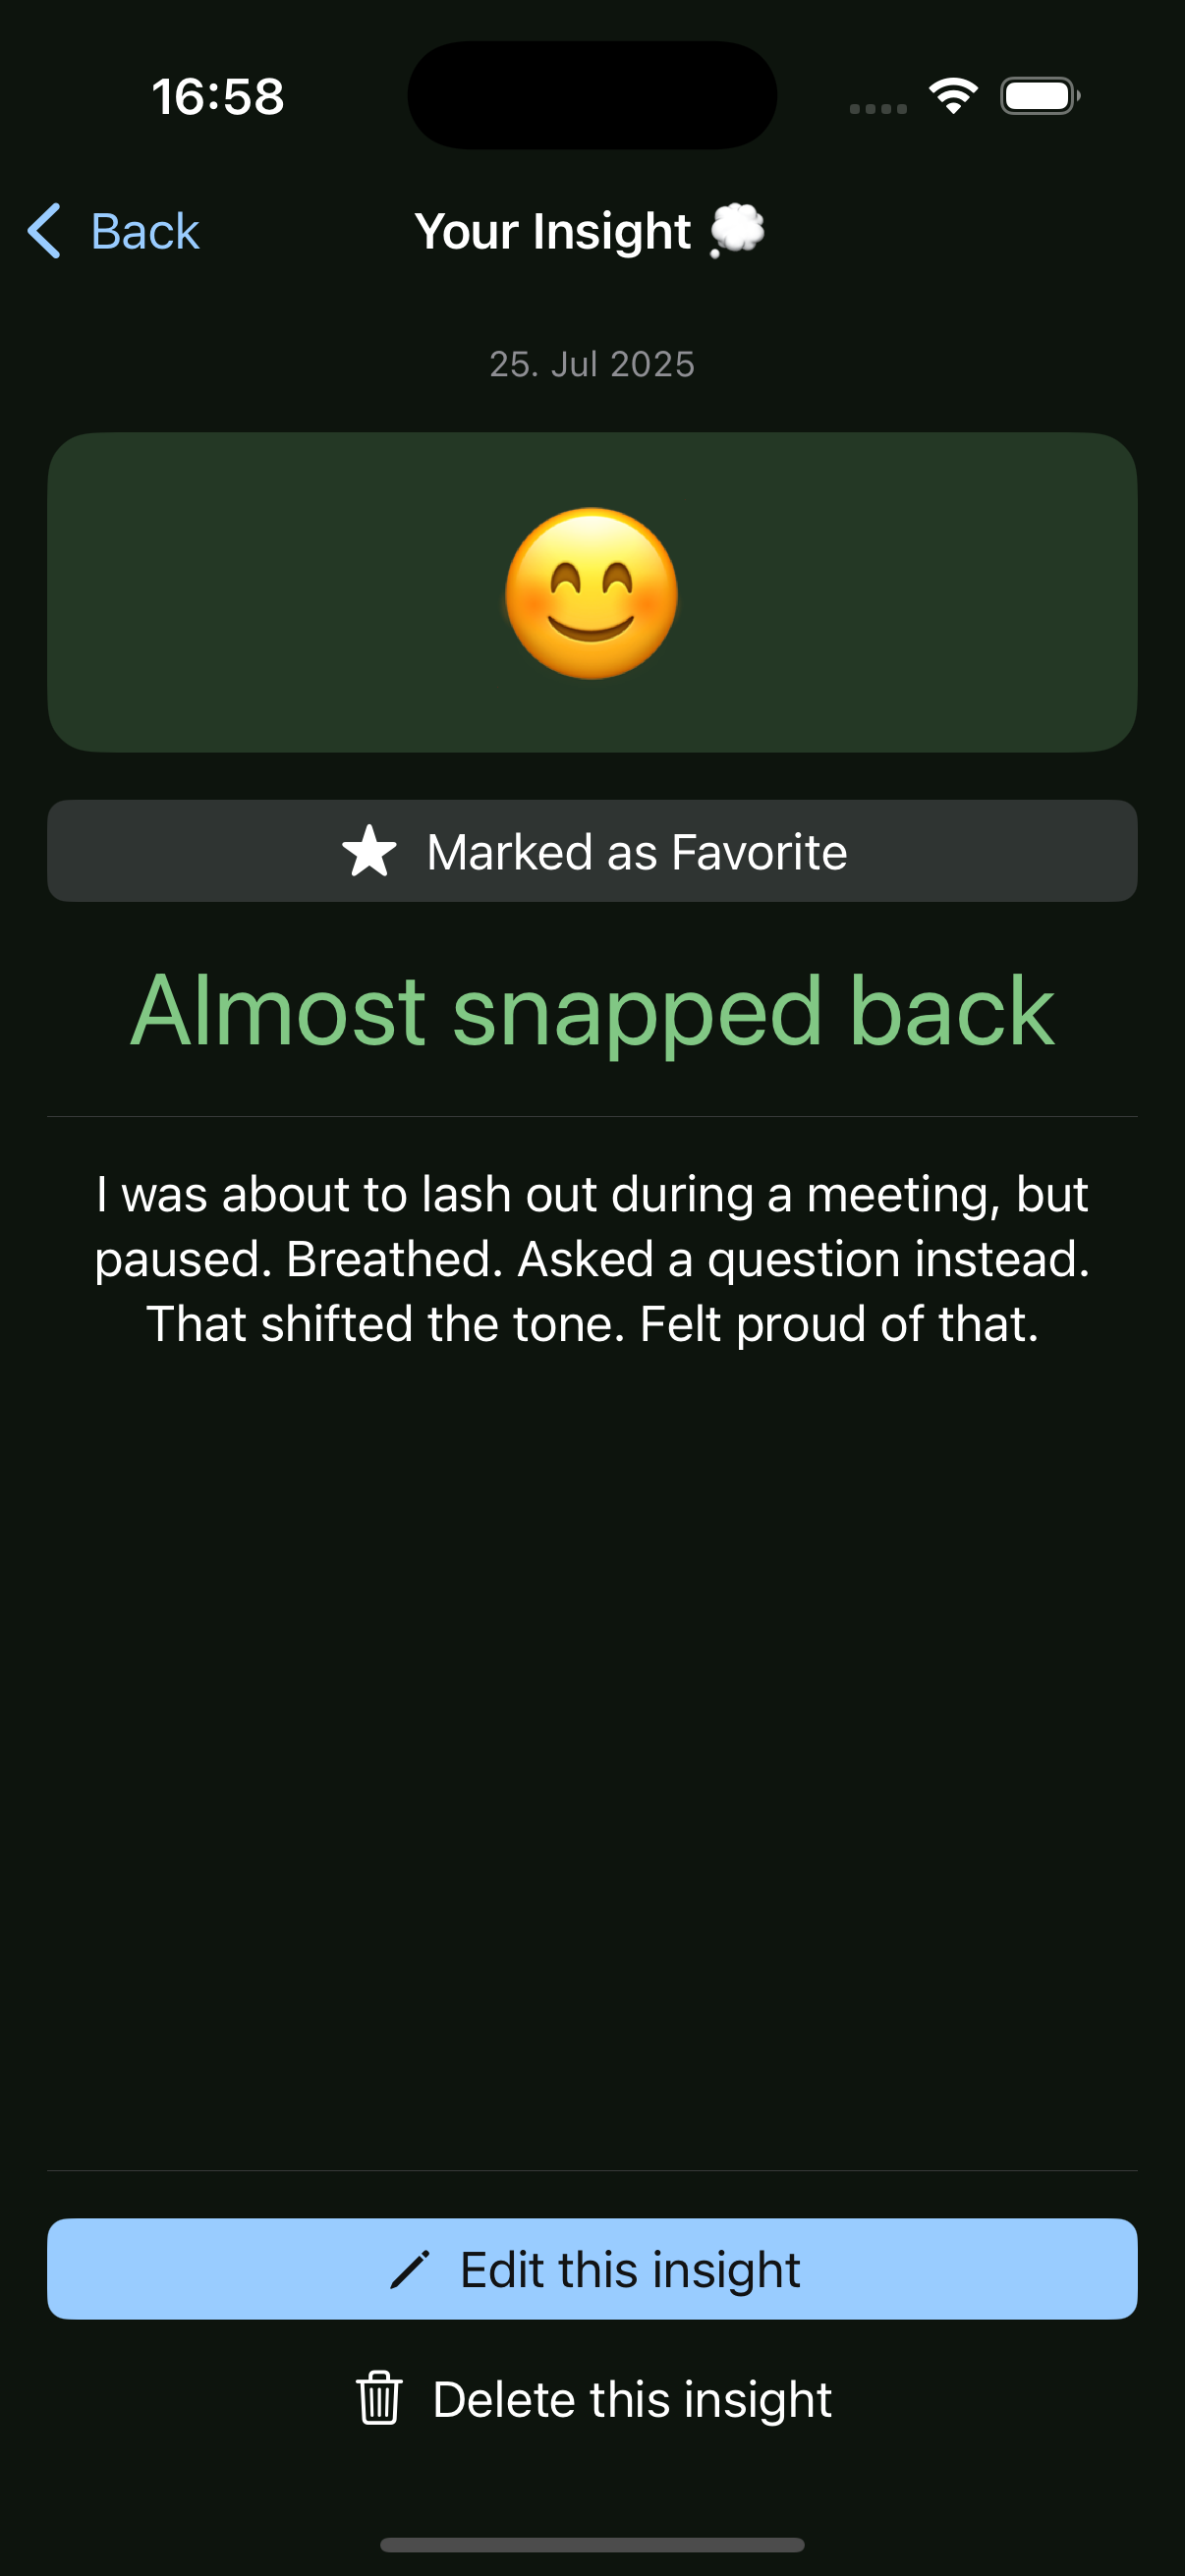 16:58
Back
Your Insight 💭
25. Jul 2025
Marked as Favorite
Almost snapped back
I was about to lash out during a meeting, but
paused. Breathed. Asked a question instead.
That shifted the tone. Felt proud of that.
Edit this insight
Delete this insight